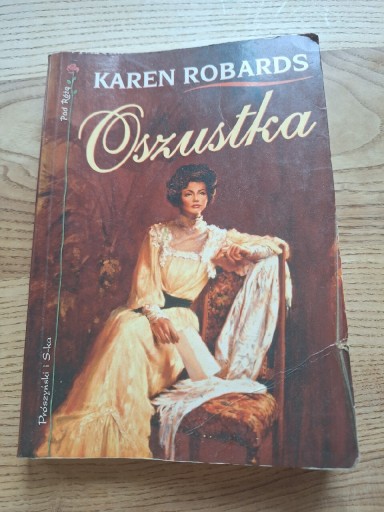 KAREN ROBARDS
Oszustka
Pod Różą
Prószyński i S-ka